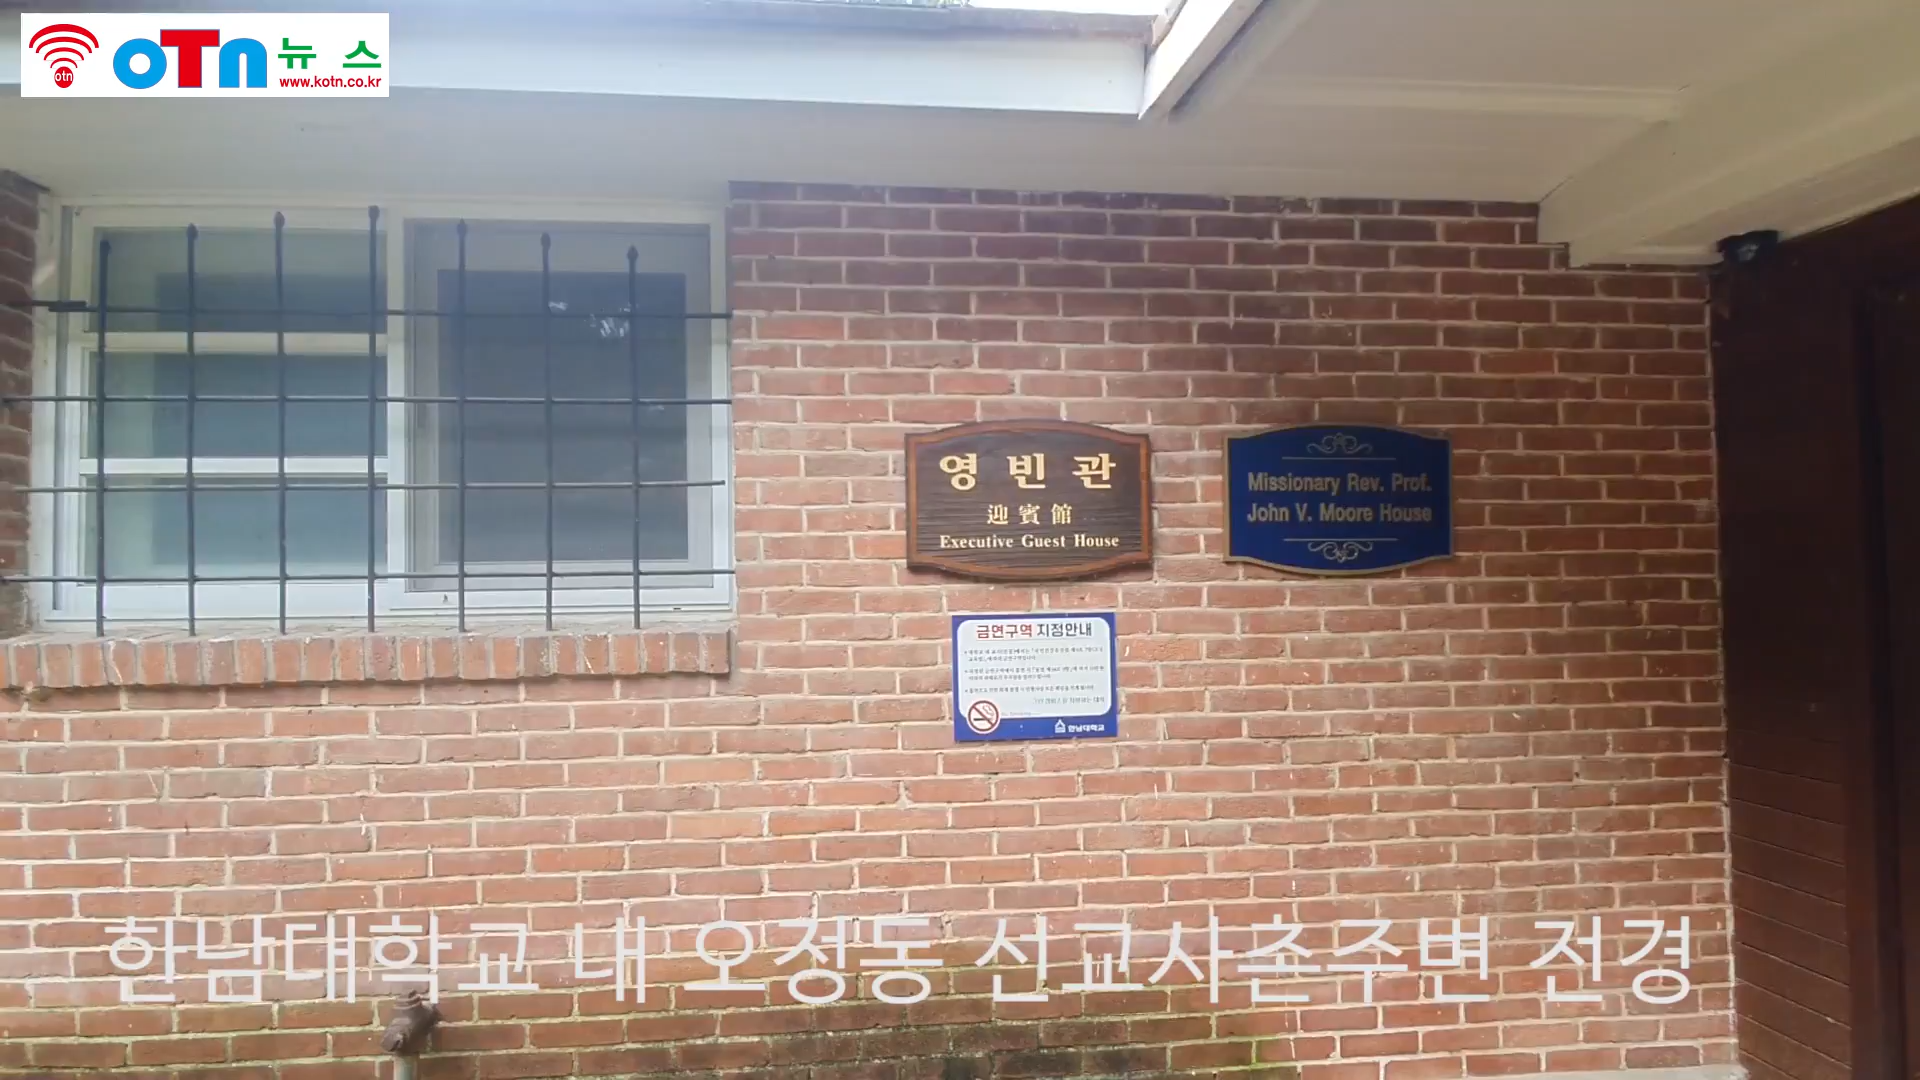 otn
oTn 뉴 스
www.kotn.co.kr
영 빈 관
迎 賓 館
Executive Guest House
Missionary Rev. Prof.
John V. Moore House
금연구역 지정안내
한남대학교
한남대학교 내 오정동 선교사촌주변 전경